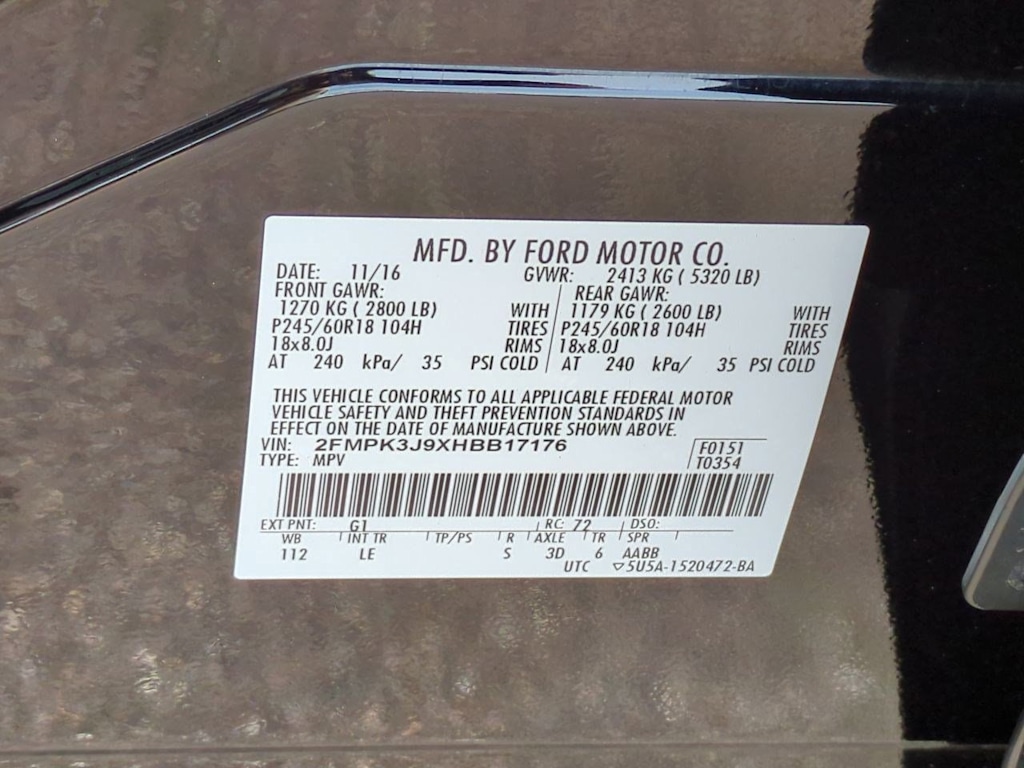 MFD. BY FORD MOTOR CO.
DATE: 11/16 GVWR: 2413 KG ( 5320 LB)
FRONT GAWR: REAR GAWR:
1270 KG ( 2800 LB) WITH 1179 KG ( 2600 LB) WITH
P245/60R18 104H TIRES P245/60R18 104H TIRES
18x8.0J RIMS 18x8.0J RIMS
AT 240 kPa/ 35 PSI COLD AT 240 kPa/ 35 PSI COLD
THIS VEHICLE CONFORMS TO ALL APPLICABLE FEDERAL MOTOR
VEHICLE SAFETY AND THEFT PREVENTION STANDARDS IN
EFFECT ON THE DATE OF MANUFACTURE SHOWN ABOVE.
VIN: 2FMPK3J9XHBB17176 F0151
TYPE: MPV T0354
EXT PNT: G1 RC: 72 DSO:
WB INT TR TP/PS R AXLE TR SPR
112 LE S 3D 6 AABB
UTC ▽5U5A-1520472-BA